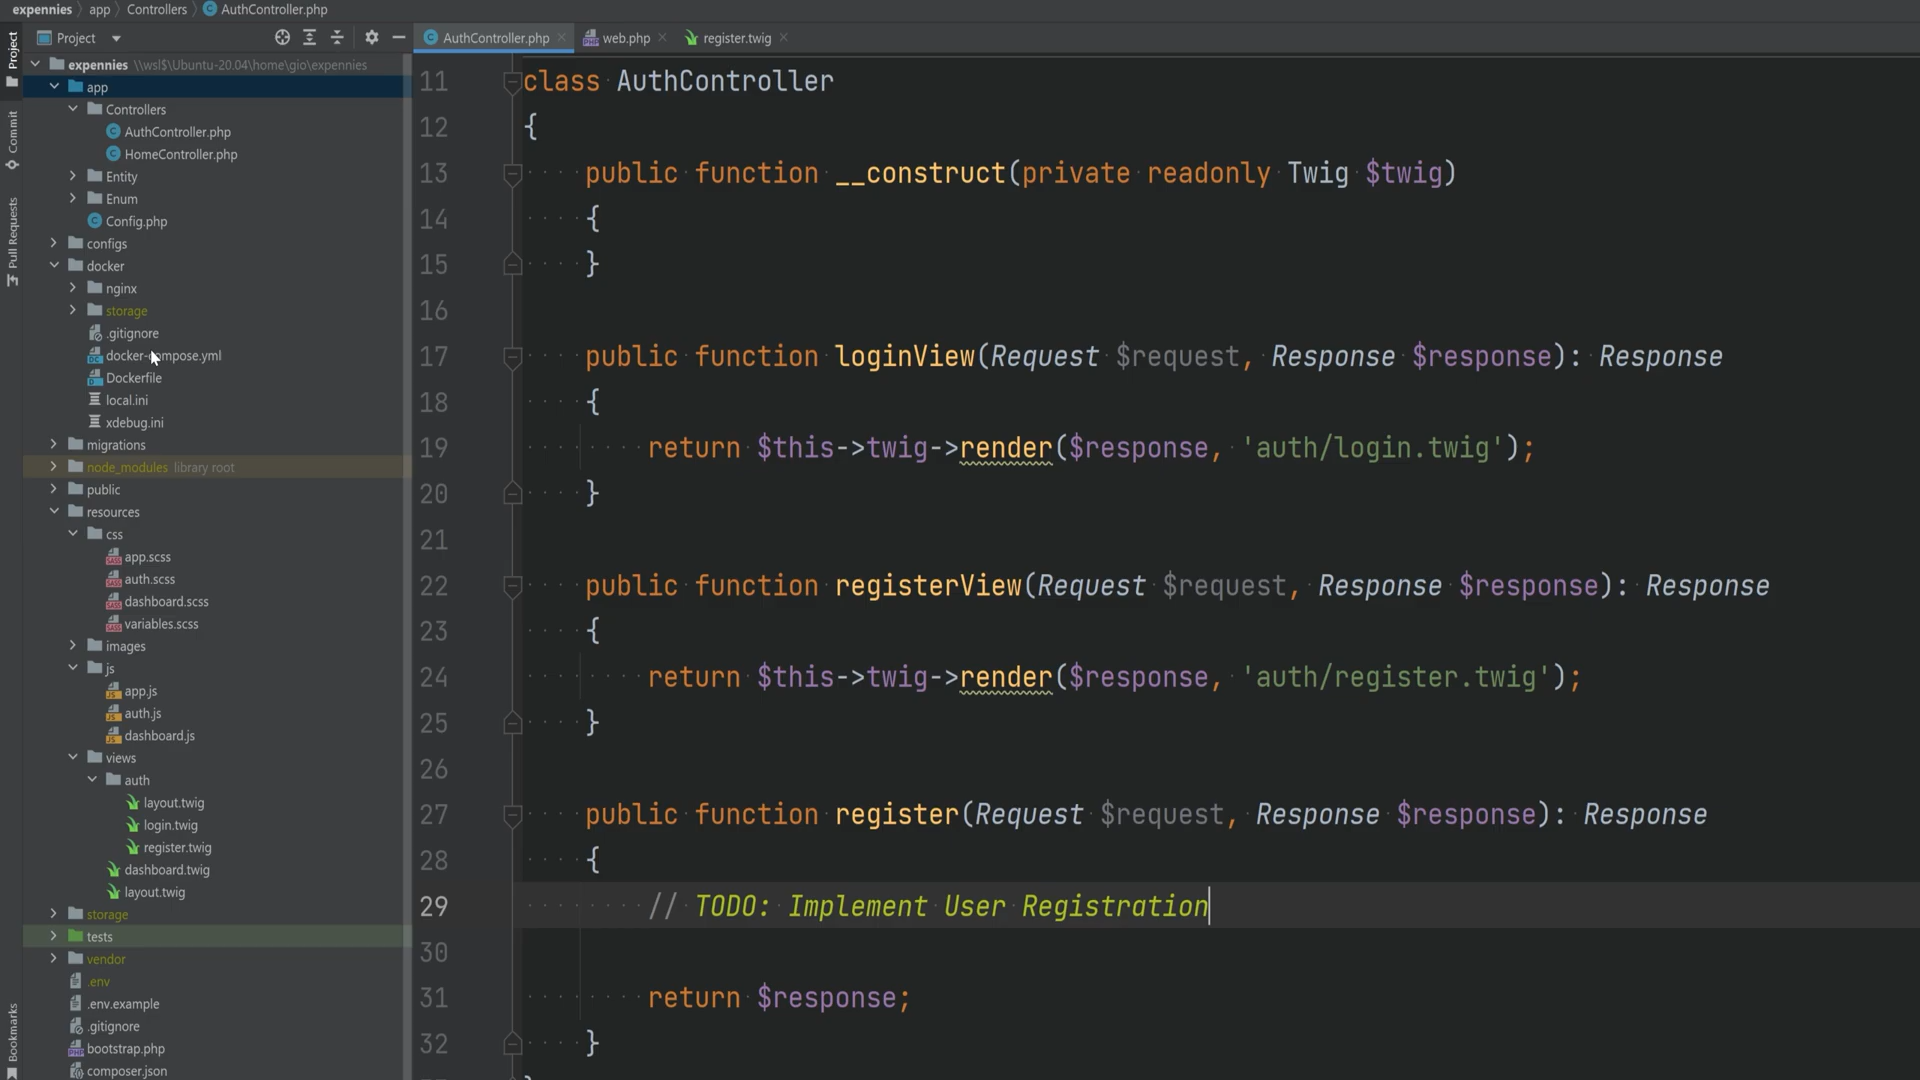 expennies app Controllers AuthController.php
Project
AuthController.php web.php register.twig
Project
Commit
Pull Requests
Bookmarks
expennies \\wsl$\Ubuntu-20.04\home\gio\expennies
app
Controllers
AuthController.php
HomeController.php
Entity
Enum
Config.php
configs
docker
nginx
storage
.gitignore
docker-compose.yml
Dockerfile
local.ini
xdebug.ini
migrations
node_modules library root
public
resources
css
app.scss
auth.scss
dashboard.scss
variables.scss
images
js
app.js
auth.js
dashboard.js
views
auth
layout.twig
login.twig
register.twig
dashboard.twig
layout.twig
storage
tests
vendor
.env
.env.example
.gitignore
bootstrap.php
composer.json
11 class AuthController
12 {
13 public function __construct(private readonly Twig $twig)
14 {
15 }
16
17 public function loginView(Request $request, Response $response): Response
18 {
19 return $this->twig->render($response, 'auth/login.twig');
20 }
21
22 public function registerView(Request $request, Response $response): Response
23 {
24 return $this->twig->render($response, 'auth/register.twig');
25 }
26
27 public function register(Request $request, Response $response): Response
28 {
29 // TODO: Implement User Registration
30
31 return $response;
32 }